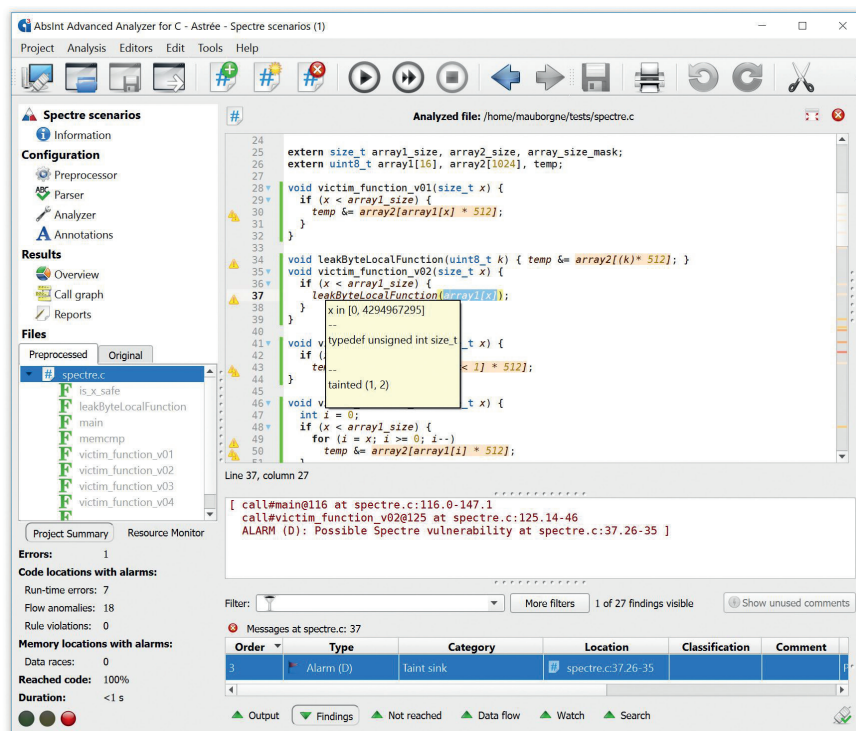 AbsInt Advanced Analyzer for C - Astrée - Spectre scenarios (1)
Project Analysis Editors Edit Tools Help
Spectre scenarios
Information
Configuration
Preprocessor
ABC
Parser
Analyzer
Annotations
Results
Overview
Call graph
Reports
Files
Preprocessed Original
spectre.c
is_x_safe
leakByteLocalFunction
main
memcmp
victim_function_v01
victim_function_v02
victim_function_v03
victim_function_v04
Project Summary Resource Monitor
Errors: 1
Code locations with alarms:
Run-time errors: 7
Flow anomalies: 18
Rule violations: 0
Memory locations with alarms:
Data races: 0
Reached code: 100%
Duration: <1 s
Analyzed file: /home/mauborgne/tests/spectre.c
24
25 extern size_t array1_size, array2_size, array_size_mask;
26 extern uint8_t array1[16], array2[1024], temp;
27
28 void victim_function_v01(size_t x) {
29 if (x < array1_size) {
30 temp &= array2[array1[x] * 512];
31 }
32 }
33
34 void leakByteLocalFunction(uint8_t k) { temp &= array2[(k)* 512]; }
35 void victim_function_v02(size_t x) {
36 if (x < array1_size) {
37 leakByteLocalFunction(array1[x]);
38 }
39 }
40
41 void v t x) {
42 if (
43 te < 1] * 512];
44 }
45
46 void v t x) {
47 int i = 0;
48 if (x < array1_size) {
49 for (i = x; i >= 0; i--)
50 temp &= array2[array1[i] * 512];
51 }
x in [0, 4294967295]
--
typedef unsigned int size_t
--
tainted (1, 2)
Line 37, column 27
[ call#main@116 at spectre.c:116.0-147.1
call#victim_function_v02@125 at spectre.c:125.14-46
ALARM (D): Possible Spectre vulnerability at spectre.c:37.26-35 ]
Filter: More filters 1 of 27 findings visible Show unused comments
Messages at spectre.c: 37
Order Type Category Location Classification Comment
3 Alarm (D) Taint sink spectre.c:37.26-35
Output Findings Not reached Data flow Watch Search